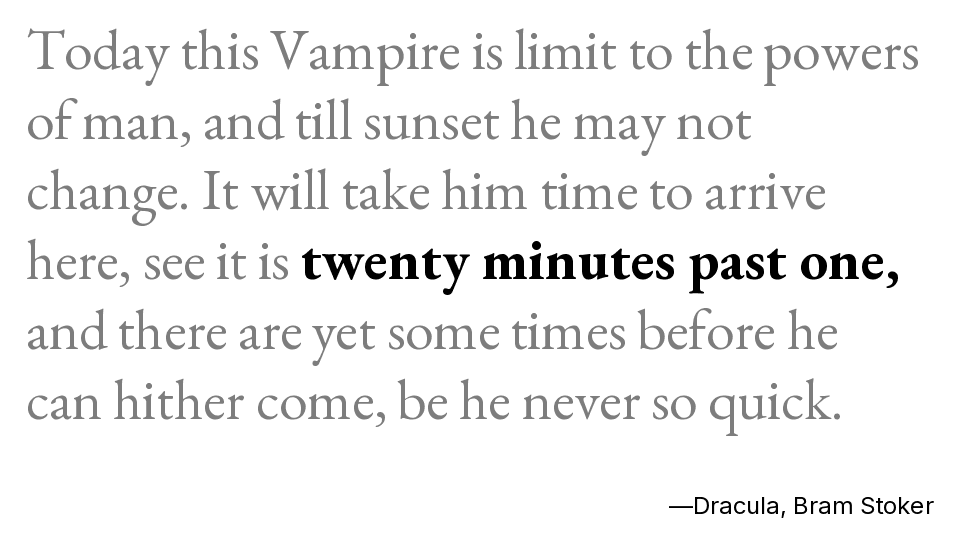 Today this Vampire is limit to the powers
of man, and till sunset he may not
change. It will take him time to arrive
here, see it is twenty minutes past one,
and there are yet some times before he
can hither come, be he never so quick.
—Dracula, Bram Stoker